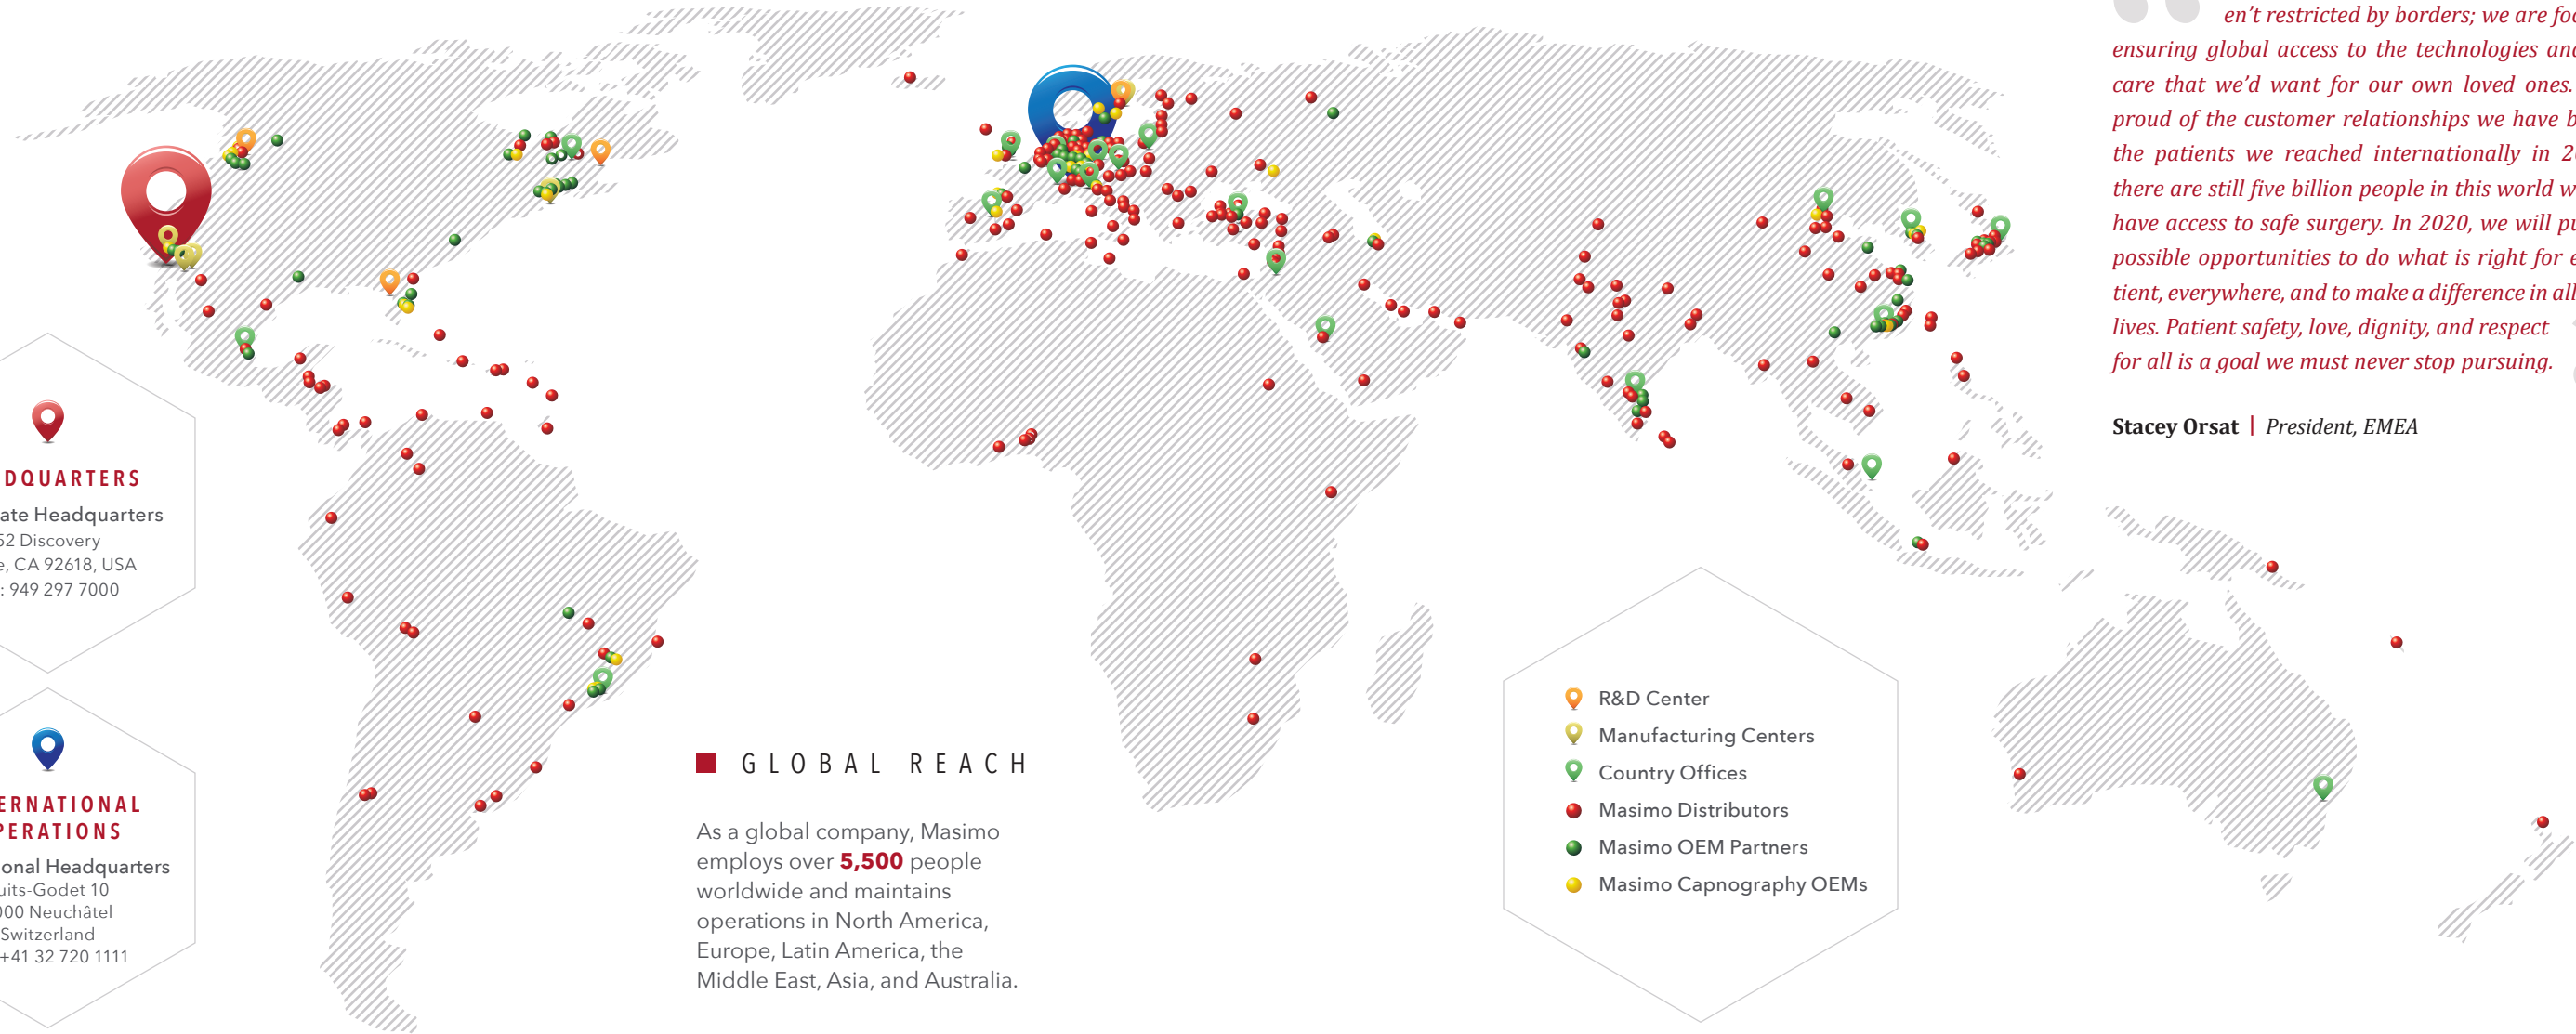 DQUARTERS
ate Headquarters
52 Discovery
e, CA 92618, USA
: 949 297 7000
ERNATIONAL
PERATIONS
onal Headquarters
uits-Godet 10
000 Neuchâtel
Switzerland
+41 32 720 1111
GLOBAL REACH
As a global company, Masimo
employs over 5,500 people
worldwide and maintains
operations in North America,
Europe, Latin America, the
Middle East, Asia, and Australia.
R&D Center
Manufacturing Centers
Country Offices
Masimo Distributors
Masimo OEM Partners
Masimo Capnography OEMs
en’t restricted by borders; we are foc
ensuring global access to the technologies and
care that we’d want for our own loved ones.
proud of the customer relationships we have b
the patients we reached internationally in 20
there are still five billion people in this world w
have access to safe surgery. In 2020, we will pu
possible opportunities to do what is right for e
tient, everywhere, and to make a difference in all
lives. Patient safety, love, dignity, and respect
for all is a goal we must never stop pursuing.
Stacey Orsat | President, EMEA